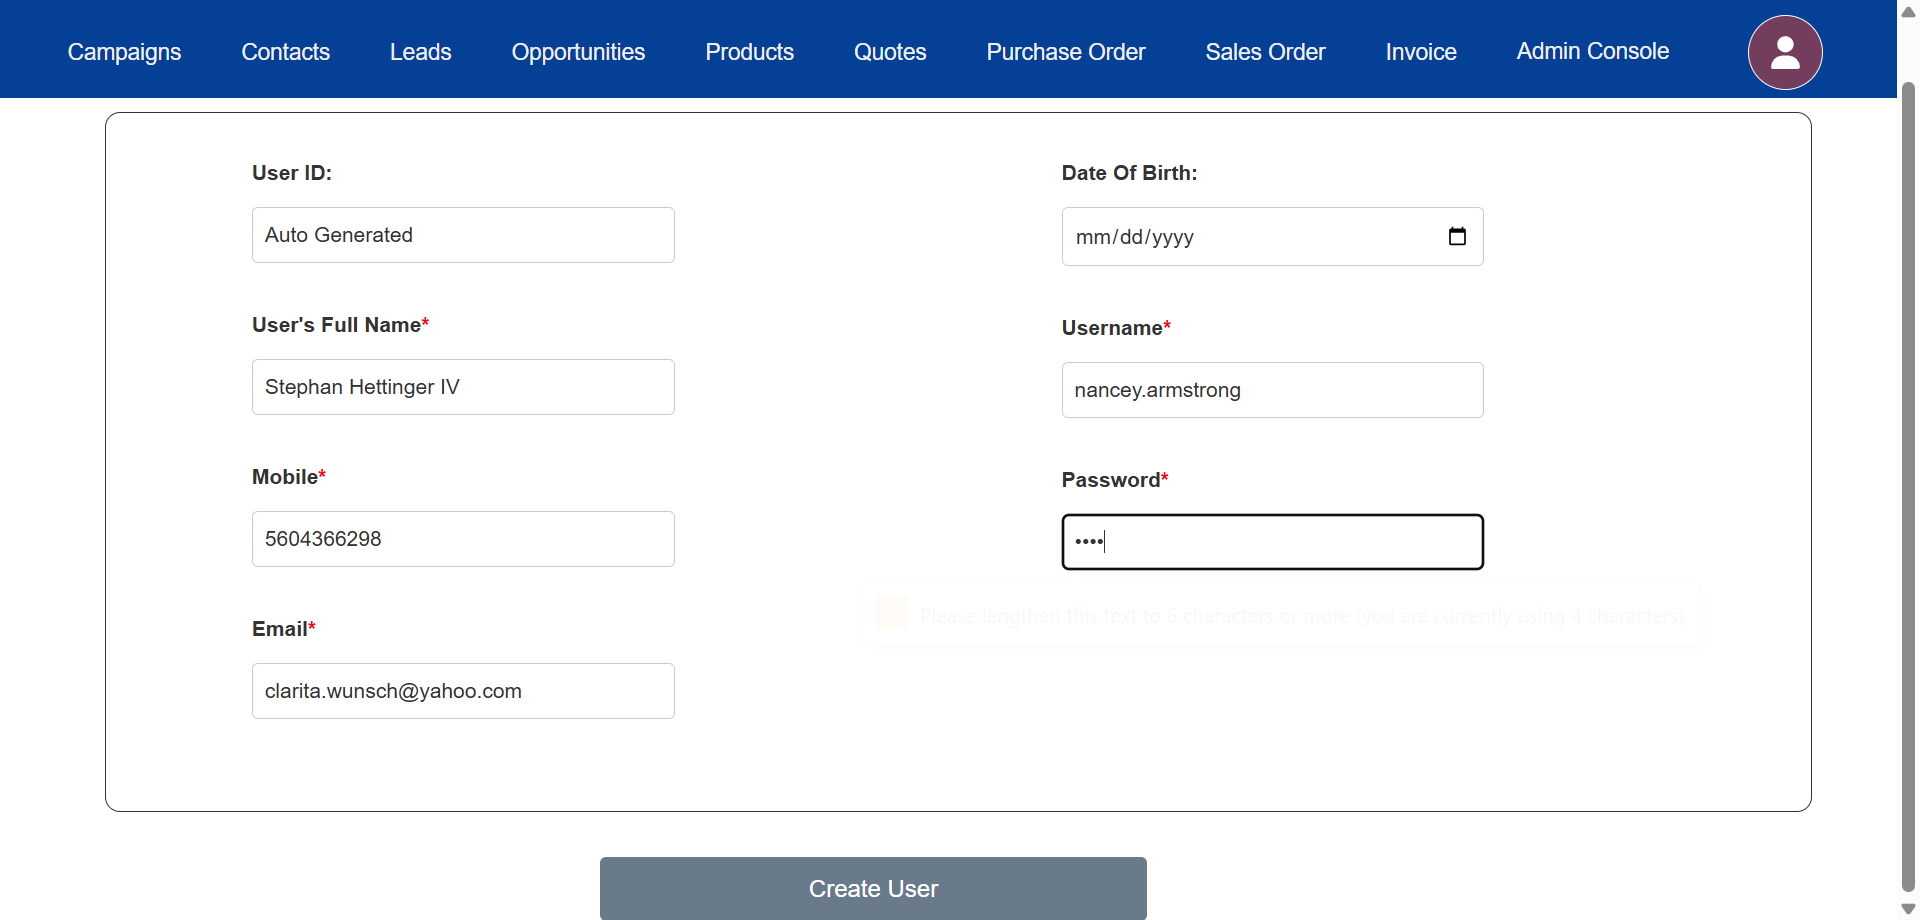 Campaigns Contacts Leads Opportunities Products Quotes Purchase Order Sales Order Invoice Admin Console
User ID:
Auto Generated
User's Full Name*
Stephan Hettinger IV
Mobile*
5604366298
Email*
clarita.wunsch@yahoo.com
Date Of Birth:
mm/dd/yyyy
Username*
nancey.armstrong
Password*
••••
Please lengthen this text to 6 characters or more (you are currently using 4 characters).
Create User